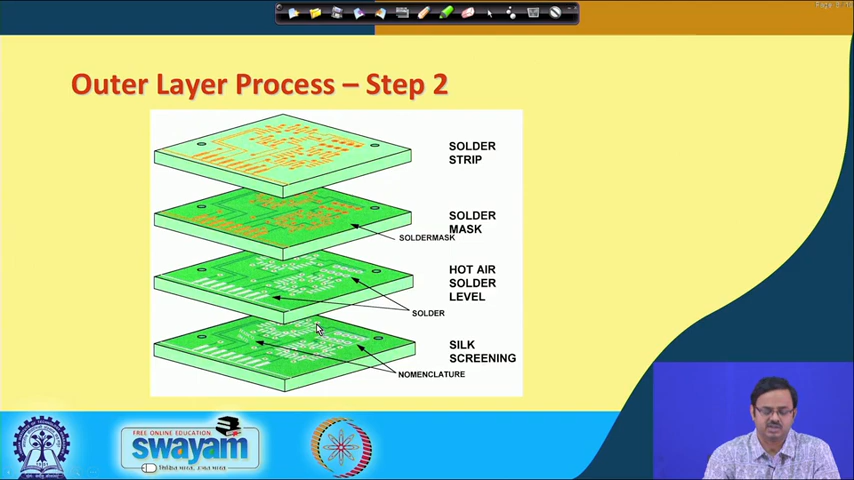 Outer Layer Process – Step 2
SOLDER
STRIP
SOLDER
MASK
SOLDERMASK
HOT AIR
SOLDER
LEVEL
SOLDER
SILK
SCREENING
NOMENCLATURE
FREE ONLINE EDUCATION
swayam